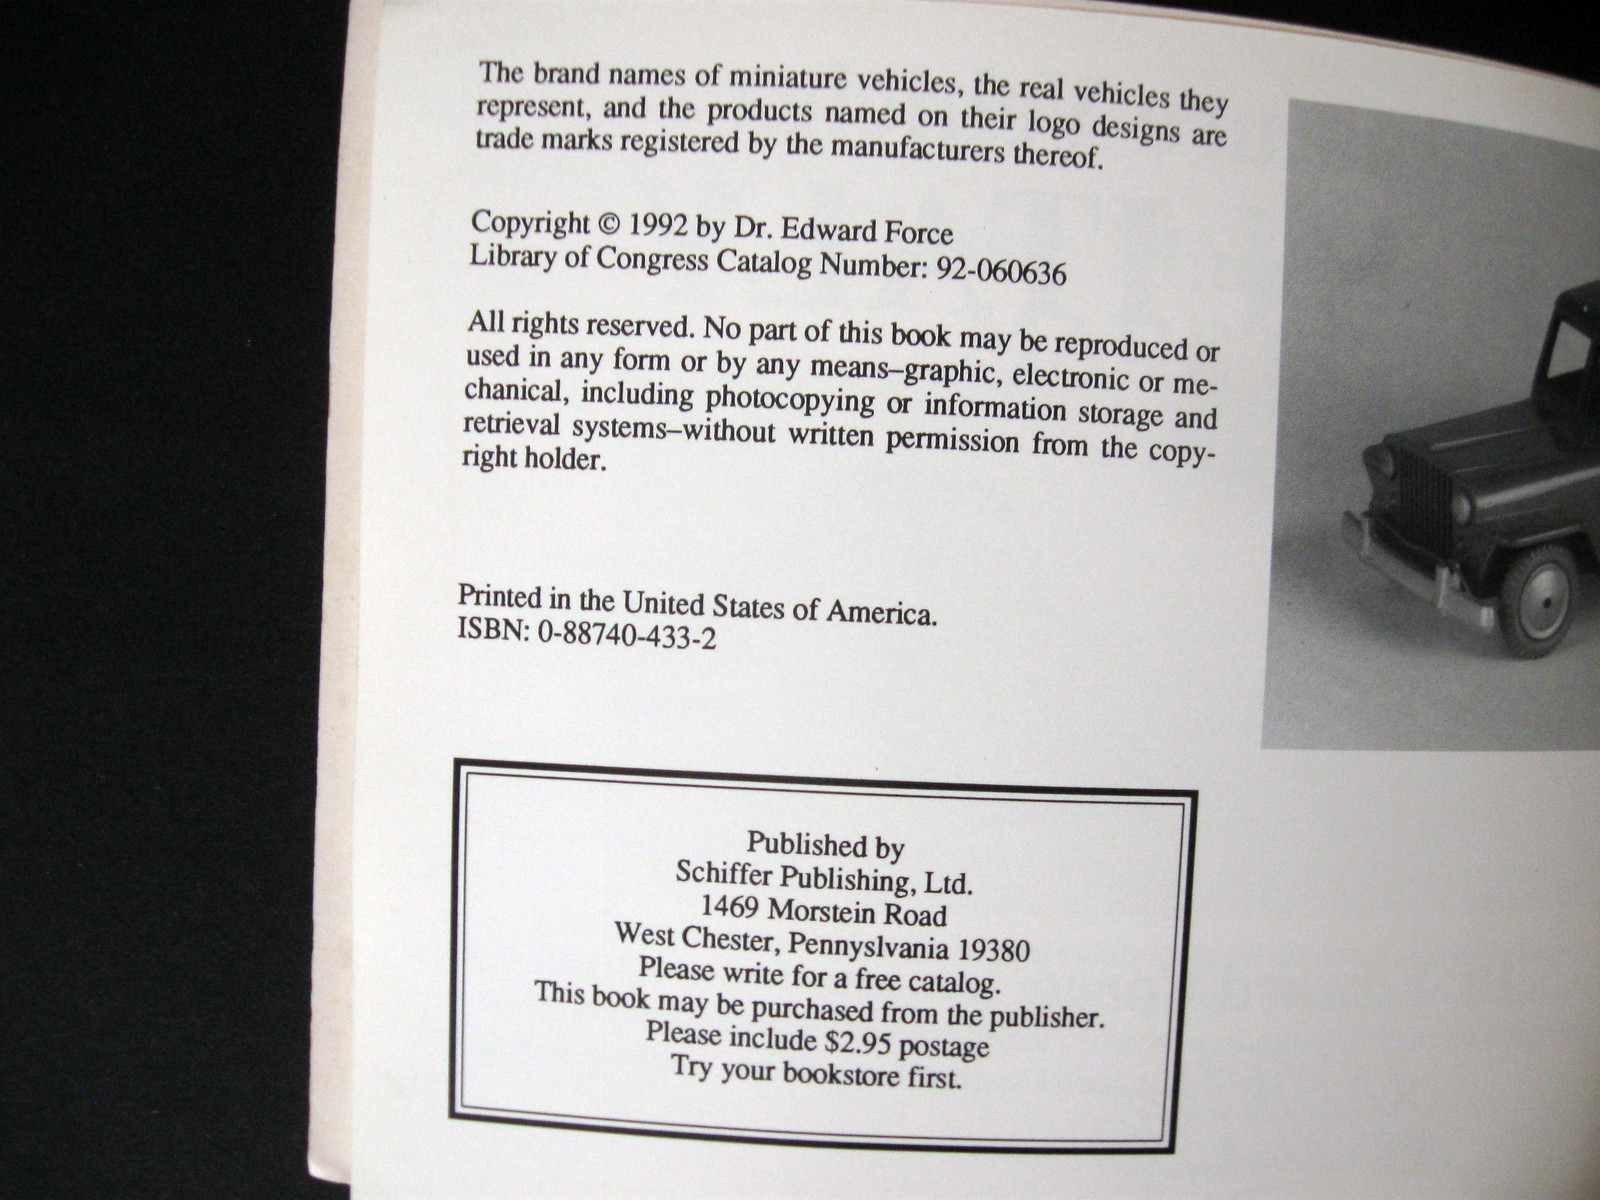 The brand names of miniature vehicles, the real vehicles they
represent, and the products named on their logo designs are
trade marks registered by the manufacturers thereof.
Copyright © 1992 by Dr. Edward Force
Library of Congress Catalog Number: 92-060636
All rights reserved. No part of this book may be reproduced or
used in any form or by any means–graphic, electronic or me-
chanical, including photocopying or information storage and
retrieval systems–without written permission from the copy-
right holder.
Printed in the United States of America.
ISBN: 0-88740-433-2
Published by
Schiffer Publishing, Ltd.
1469 Morstein Road
West Chester, Pennyslvania 19380
Please write for a free catalog.
This book may be purchased from the publisher.
Please include $2.95 postage
Try your bookstore first.